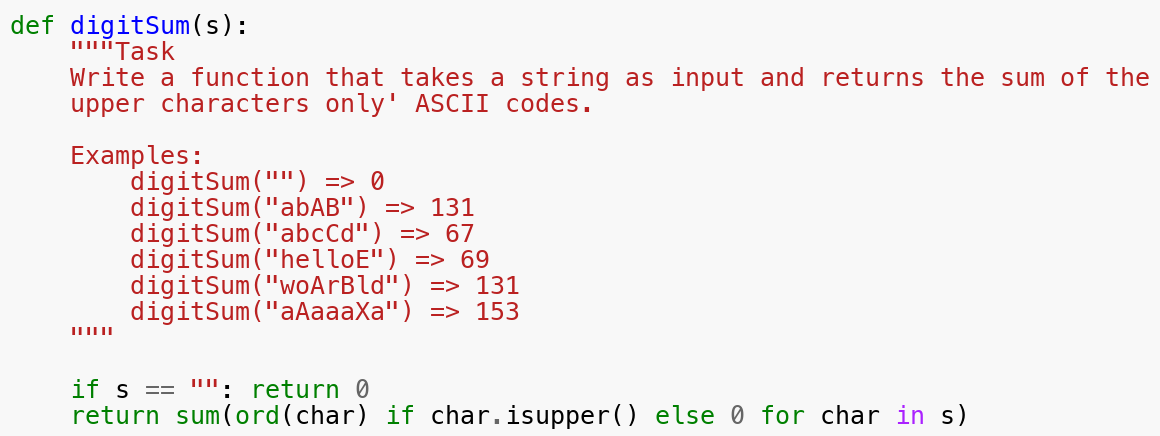 def digitSum(s):
    """Task
    Write a function that takes a string as input and returns the sum of the
    upper characters only' ASCII codes.

    Examples:
        digitSum("") => 0
        digitSum("abAB") => 131
        digitSum("abcCd") => 67
        digitSum("helloE") => 69
        digitSum("woArBld") => 131
        digitSum("aAaaaXa") => 153
    """

    if s == "": return 0
    return sum(ord(char) if char.isupper() else 0 for char in s)